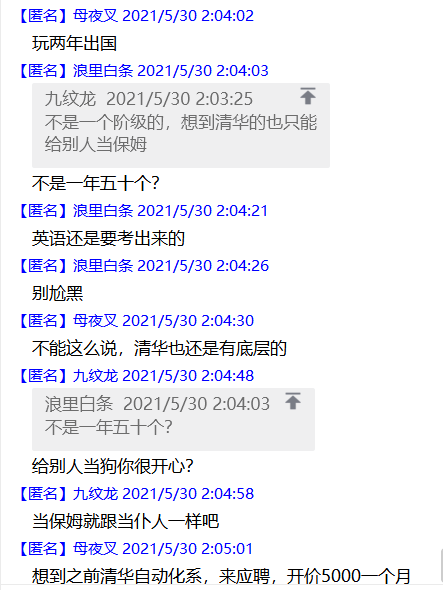 【匿名】母夜叉 2021/5/30 2:04:02
玩两年出国
【匿名】浪里白条 2021/5/30 2:04:03
九纹龙 2021/5/30 2:03:25
不是一个阶级的，想到清华的也只能
给别人当保姆
不是一年五十个？
【匿名】浪里白条 2021/5/30 2:04:21
英语还是要考出来的
【匿名】浪里白条 2021/5/30 2:04:26
别尬黑
【匿名】母夜叉 2021/5/30 2:04:30
不能这么说，清华也还是有底层的
【匿名】九纹龙 2021/5/30 2:04:48
浪里白条 2021/5/30 2:04:03
不是一年五十个？
给别人当狗你很开心？
【匿名】九纹龙 2021/5/30 2:04:58
当保姆就跟当仆人一样吧
【匿名】母夜叉 2021/5/30 2:05:01
想到之前清华自动化系，来应聘，开价5000一个月